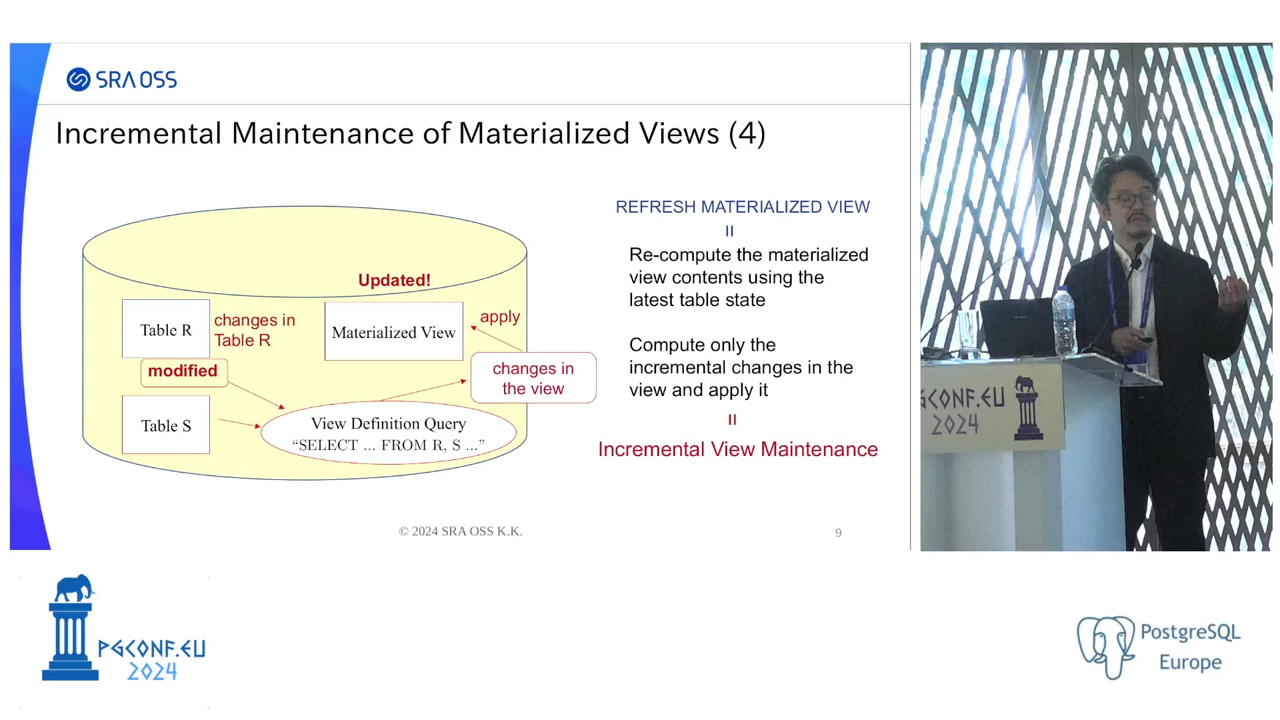 SRA OSS
Incremental Maintenance of Materialized Views (4)
Updated!
Table R
changes in
Table R
Materialized View
apply
modified
changes in
the view
Table S
View Definition Query
“SELECT ... FROM R, S ...”
REFRESH MATERIALIZED VIEW
=
Re-compute the materialized
view contents using the
latest table state
Compute only the
incremental changes in the
view and apply it
=
Incremental View Maintenance
© 2024 SRA OSS K.K.
9
GCONF.EU
2024
PGCONF.EU
2024
PostgreSQL
Europe